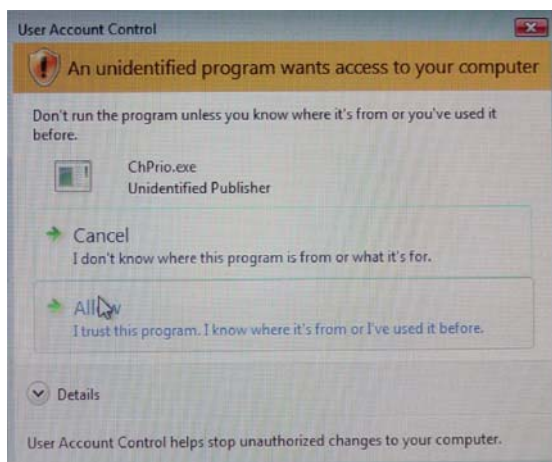 User Account Control
An unidentified program wants access to your computer
Don't run the program unless you know where it's from or you've used it
before.
ChPrio.exe
Unidentified Publisher
Cancel
I don't know where this program is from or what it's for.
Allow
I trust this program. I know where it's from or I've used it before.
Details
User Account Control helps stop unauthorized changes to your computer.